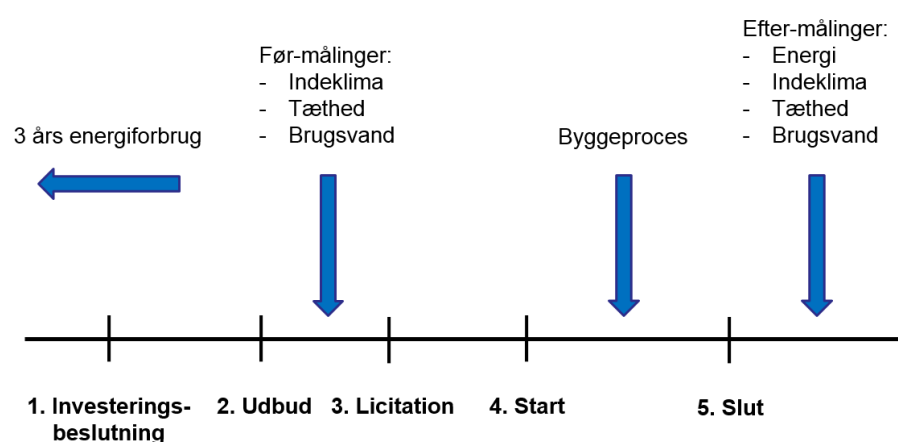 Før-målinger:
- Indeklima
- Tæthed
- Brugsvand
3 års energiforbrug
Byggeproces
Efter-målinger:
- Energi
- Indeklima
- Tæthed
- Brugsvand
1. Investerings-
beslutning
2. Udbud
3. Licitation
4. Start
5. Slut